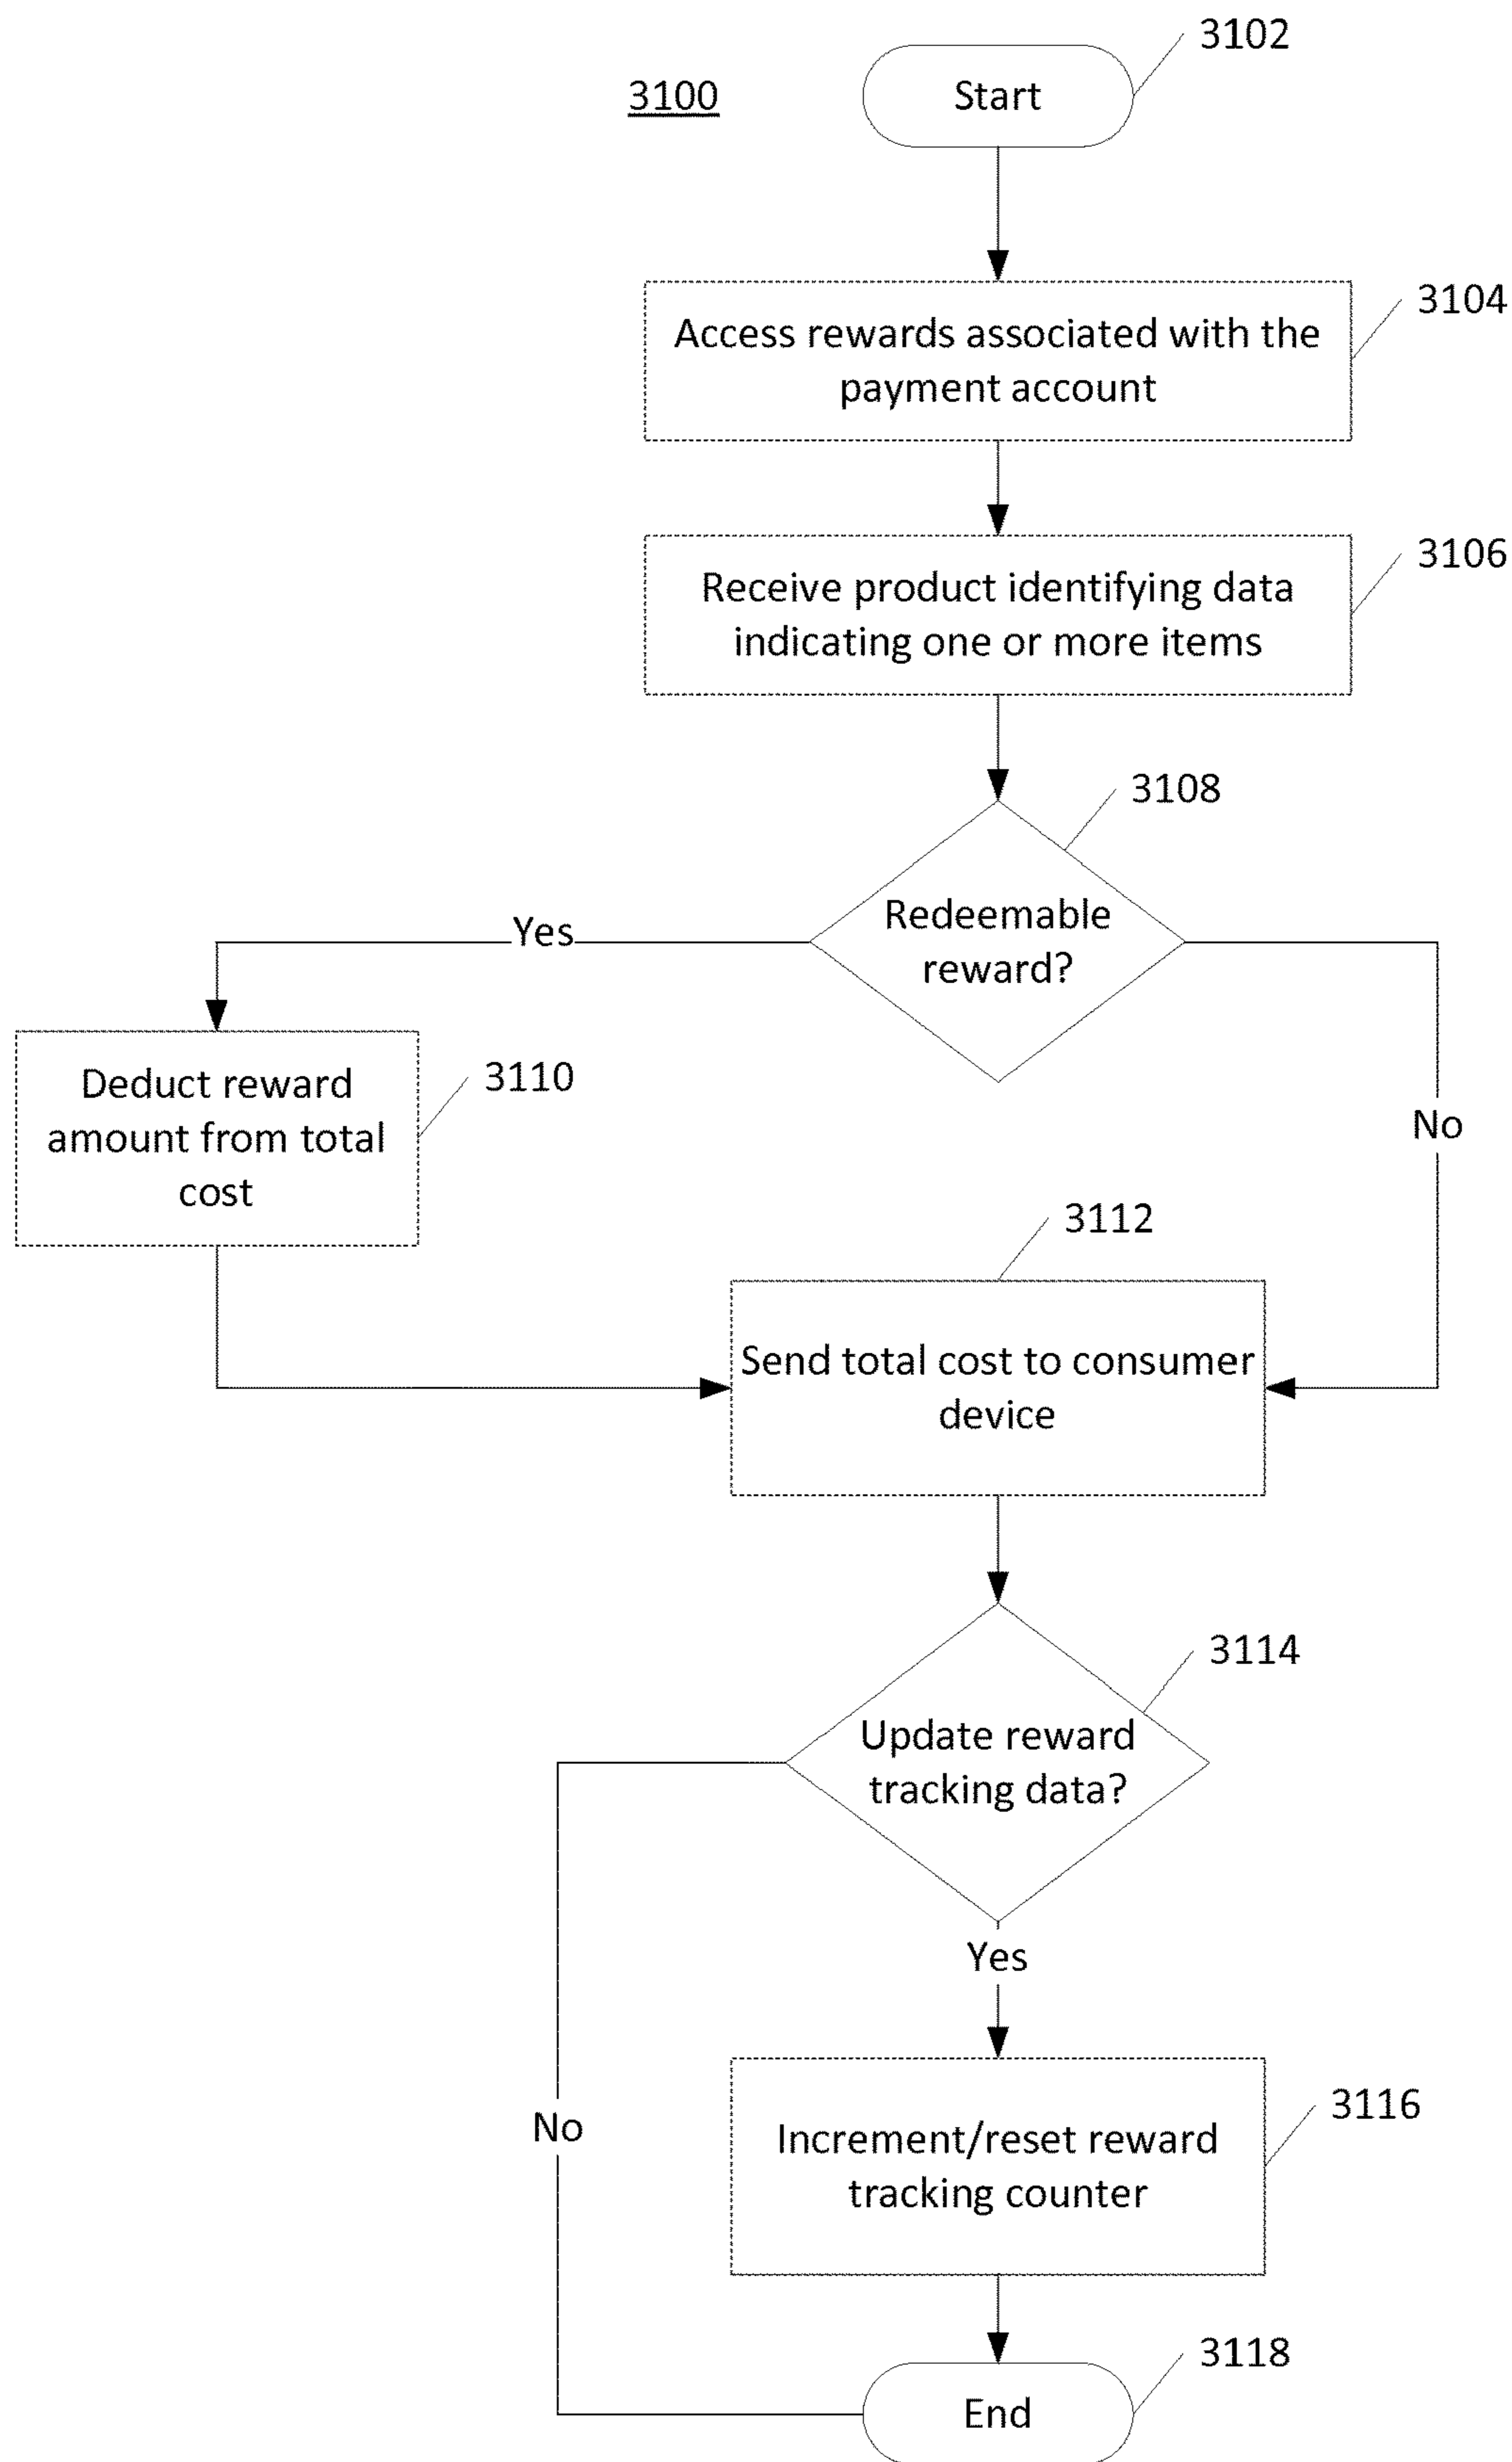 3102
3100
Start
3104
Access rewards associated with the
payment account
3106
Receive product identifying data
indicating one or more items
3108
Redeemable
reward?
Yes
No
3110
Deduct reward
amount from total
cost
3112
Send total cost to consumer
device
3114
Update reward
tracking data?
Yes
No
3116
Increment/reset reward
tracking counter
3118
End